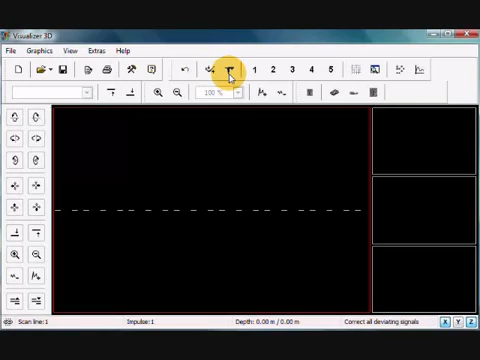 Visualizer 3D
File Graphics View Extras Help
1 2 3 4 5
100 %
Scan line:1 Impulse:1 Depth: 0.00 m / 0.00 m Correct all deviating signals X Y Z